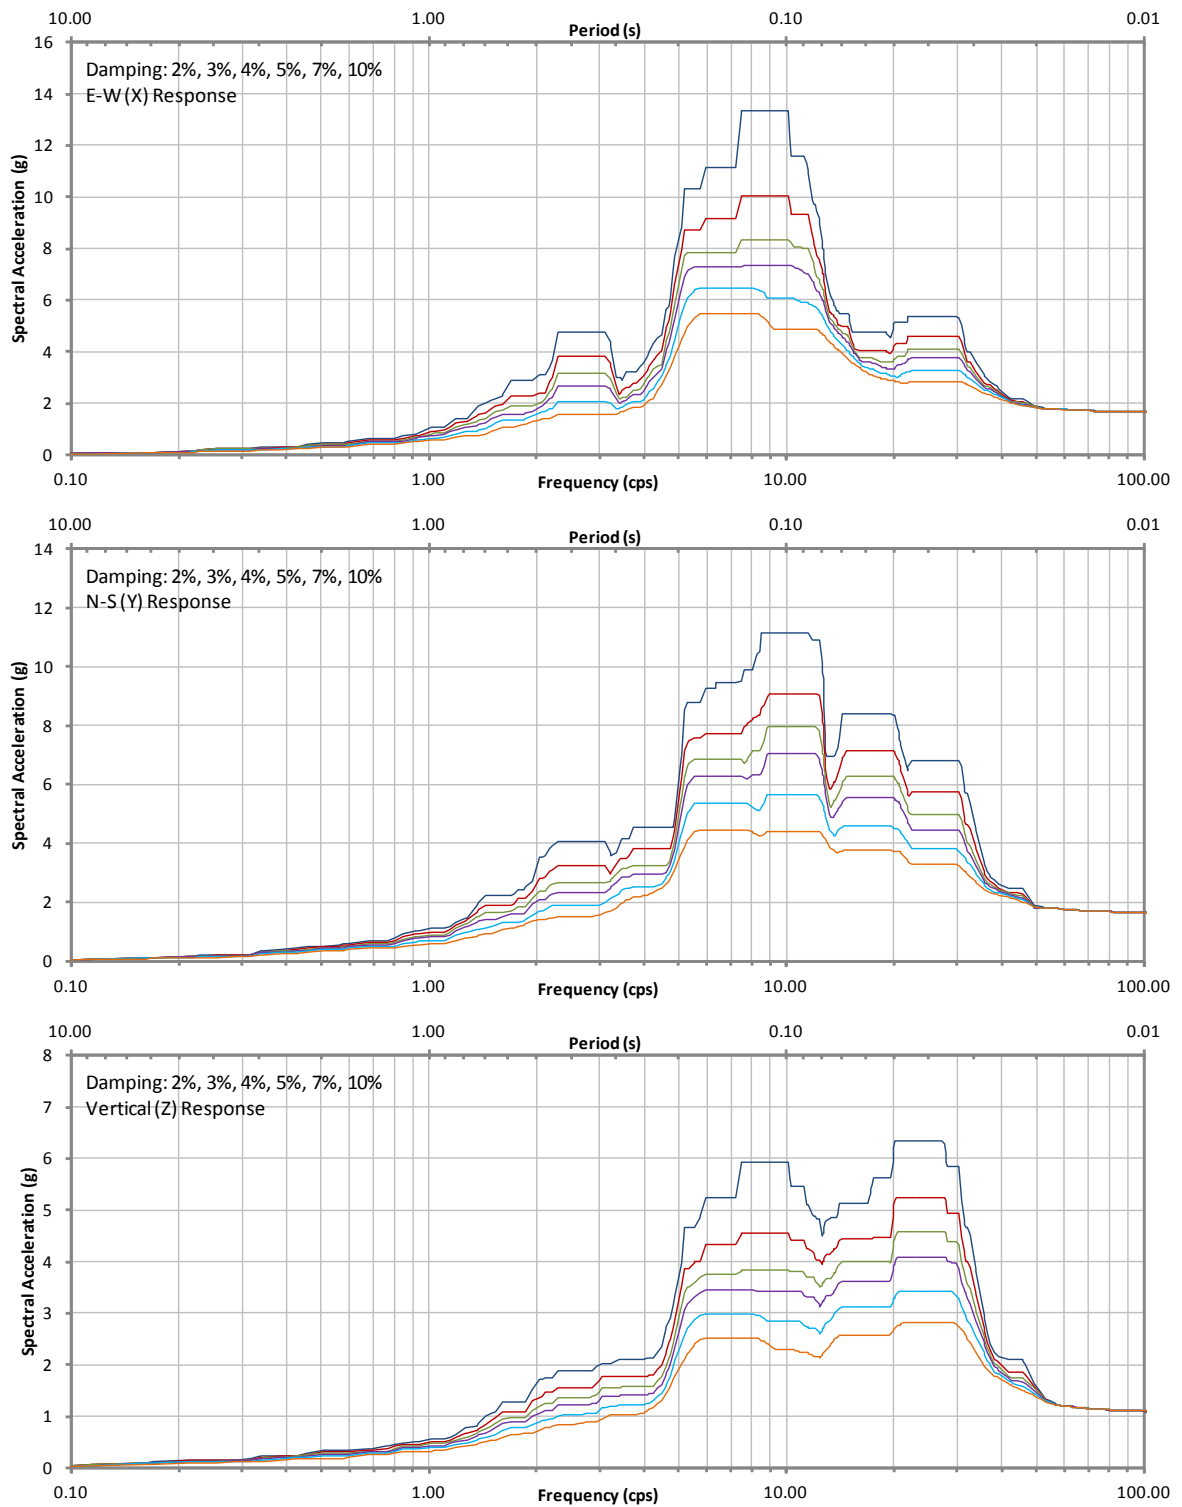 10.00 1.00 0.10 0.01
Period (s)
16
Damping: 2%, 3%, 4%, 5%, 7%, 10%
E-W (X) Response
14
12
10
8
6
4
2
0
Spectral Acceleration (g)
0.10 1.00 10.00 100.00
Frequency (cps)
10.00 1.00 0.10 0.01
Period (s)
14
Damping: 2%, 3%, 4%, 5%, 7%, 10%
N-S (Y) Response
12
10
8
6
4
2
0
Spectral Acceleration (g)
0.10 1.00 10.00 100.00
Frequency (cps)
10.00 1.00 0.10 0.01
Period (s)
8
Damping: 2%, 3%, 4%, 5%, 7%, 10%
Vertical (Z) Response
7
6
5
4
3
2
1
0
Spectral Acceleration (g)
0.10 1.00 10.00 100.00
Frequency (cps)